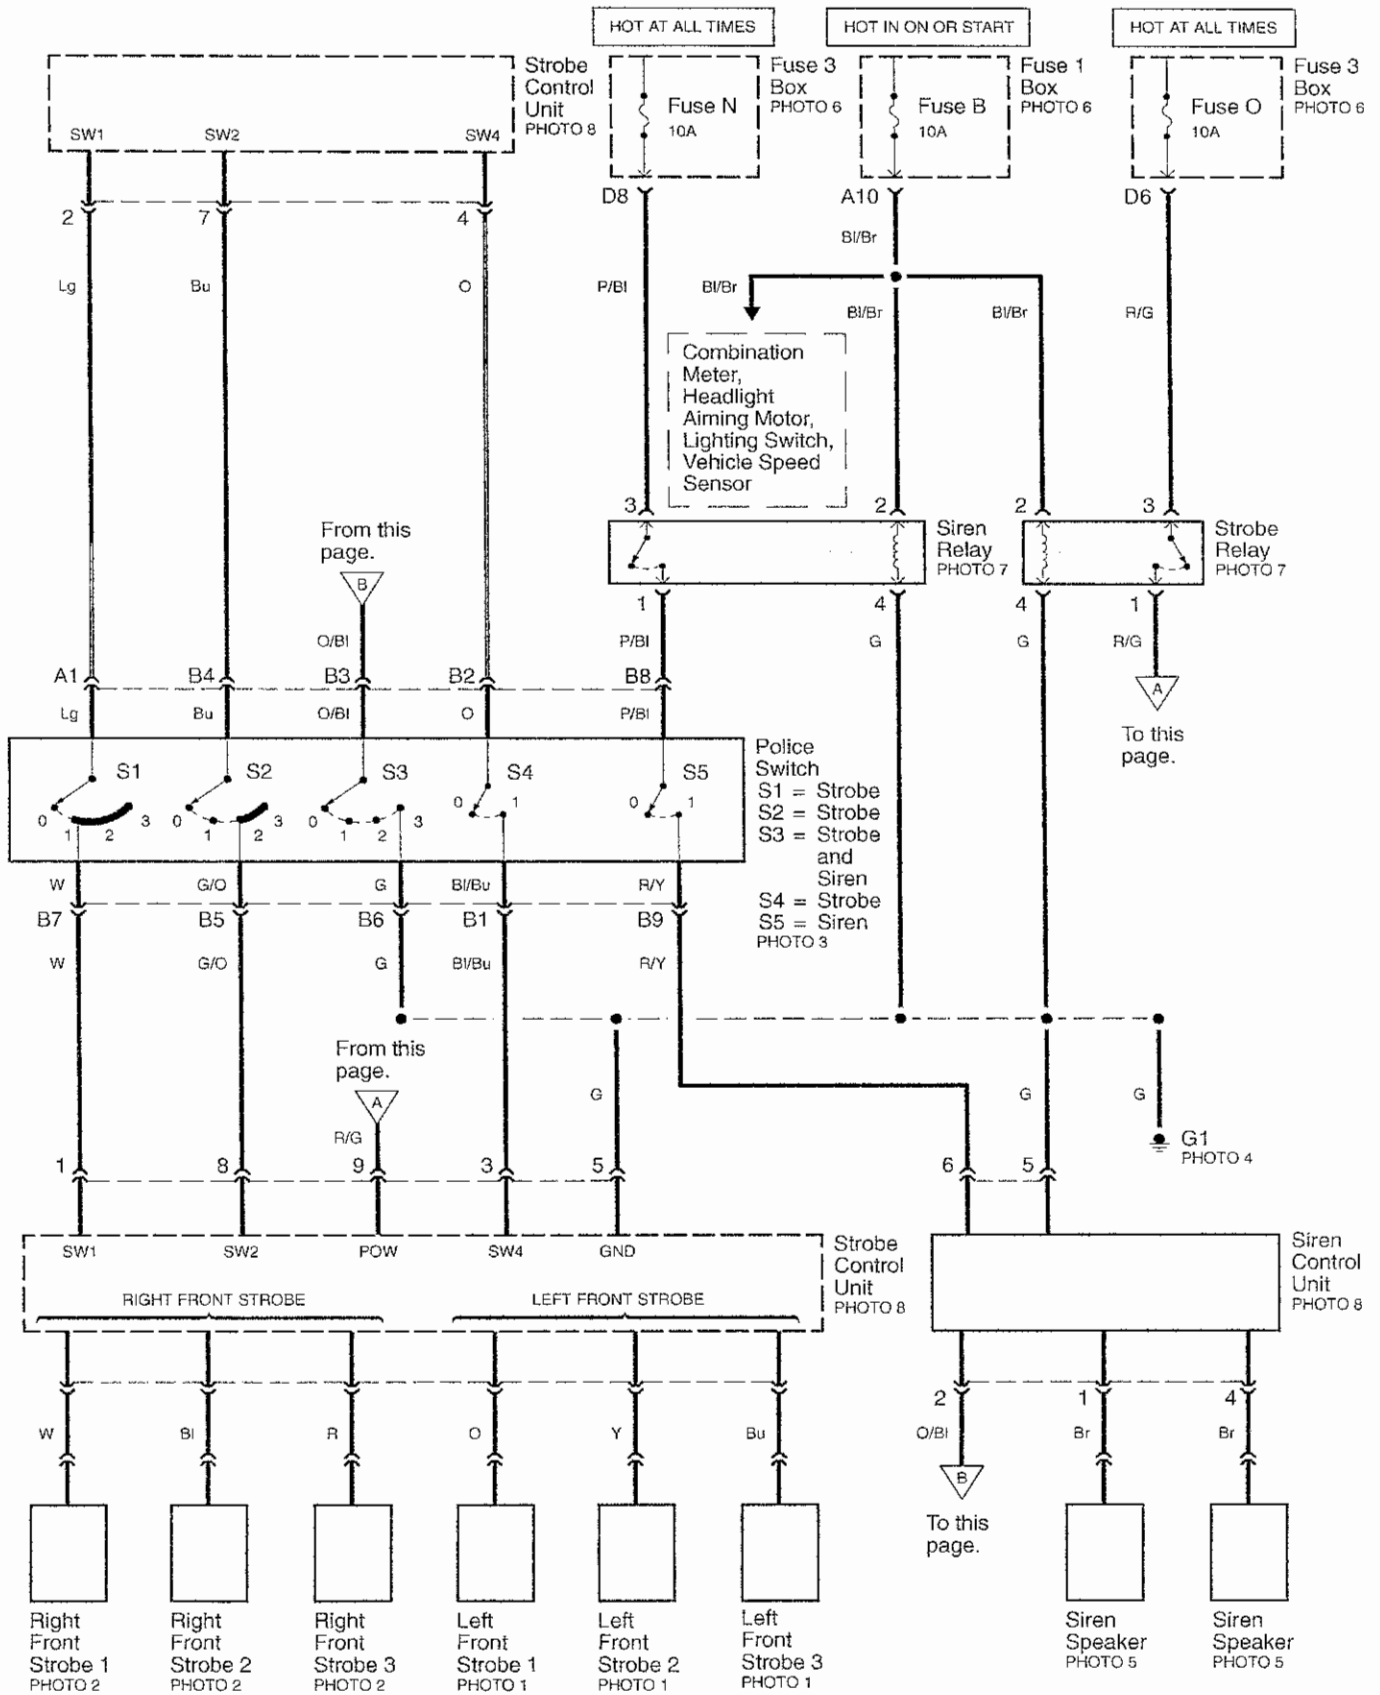 HOT AT ALL TIMES
HOT IN ON OR START
HOT AT ALL TIMES
Strobe
Control
Unit
PHOTO 8
SW1
SW2
SW4
Fuse N
10A
Fuse 3
Box
PHOTO 6
Fuse B
10A
Fuse 1
Box
PHOTO 6
Fuse O
10A
Fuse 3
Box
PHOTO 6
2
7
4
D8
A10
D6
Bl/Br
Lg
Bu
O
P/Bl
Bl/Br
Bl/Br
Bl/Br
R/G
Combination
Meter,
Headlight
Aiming Motor,
Lighting Switch,
Vehicle Speed
Sensor
3
2
2
3
Siren
Relay
PHOTO 7
Strobe
Relay
PHOTO 7
1
4
4
1
From this
page.
B
O/Bl
P/Bl
G
G
R/G
A
To this
page.
A1
B4
B3
B2
B8
Lg
Bu
O/Bl
O
P/Bl
S1
0
1
2
3
S2
0
1
2
3
S3
0
1
2
3
S4
0
1
S5
0
1
Police
Switch
S1 = Strobe
S2 = Strobe
S3 = Strobe
and
Siren
S4 = Strobe
S5 = Siren
PHOTO 3
W
G/O
G
Bl/Bu
R/Y
B7
B5
B6
B1
B9
W
G/O
G
Bl/Bu
R/Y
From this
page.
A
R/G
G
G
G
G1
PHOTO 4
1
8
9
3
5
6
5
SW1
SW2
POW
SW4
GND
RIGHT FRONT STROBE
LEFT FRONT STROBE
Strobe
Control
Unit
PHOTO 8
Siren
Control
Unit
PHOTO 8
2
1
4
W
Bl
R
O
Y
Bu
O/Bl
Br
Br
B
To this
page.
Right
Front
Strobe 1
PHOTO 2
Right
Front
Strobe 2
PHOTO 2
Right
Front
Strobe 3
PHOTO 2
Left
Front
Strobe 1
PHOTO 1
Left
Front
Strobe 2
PHOTO 1
Left
Front
Strobe 3
PHOTO 1
Siren
Speaker
PHOTO 5
Siren
Speaker
PHOTO 5